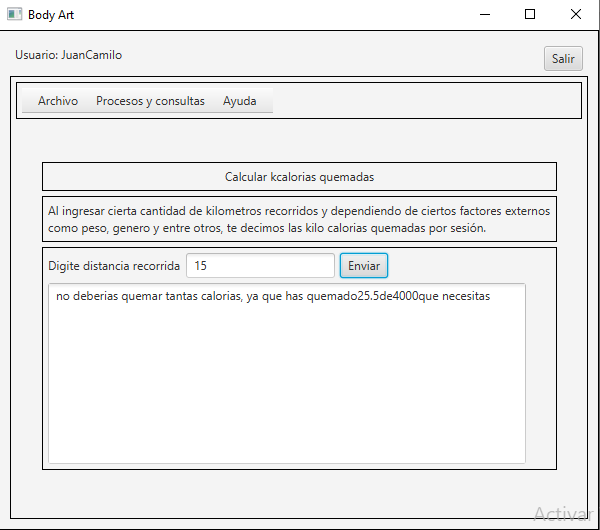 Body Art
Usuario: JuanCamilo
Salir
Archivo Procesos y consultas Ayuda
Calcular kcalorias quemadas
Al ingresar cierta cantidad de kilometros recorridos y dependiendo de ciertos factores externos
como peso, genero y entre otros, te decimos las kilo calorias quemadas por sesión.
Digite distancia recorrida 15 Enviar
no deberias quemar tantas calorias, ya que has quemado25.5de4000que necesitas
Activar